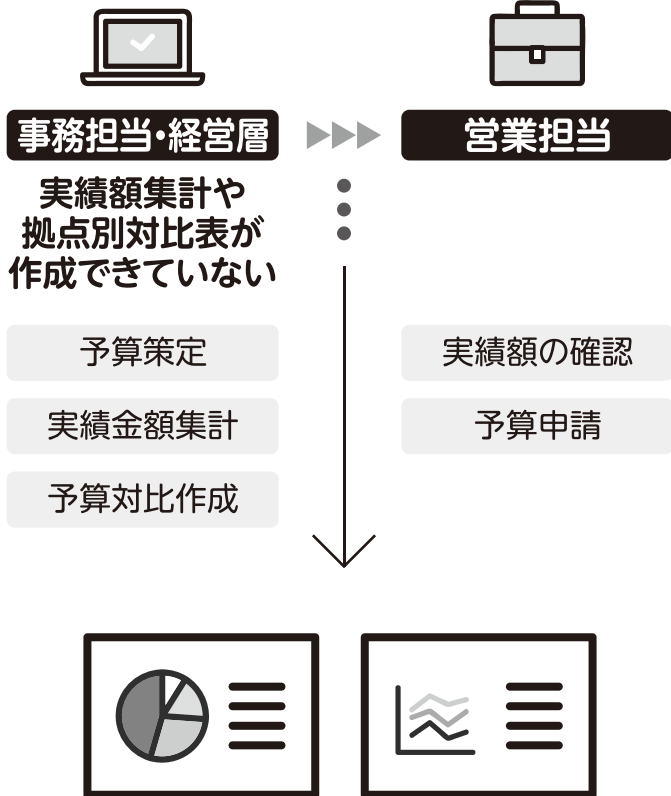 事務担当・経営層
営業担当
実績額集計や
拠点別対比表が
作成できていない
予算策定
実績金額集計
予算対比作成
実績額の確認
予算申請